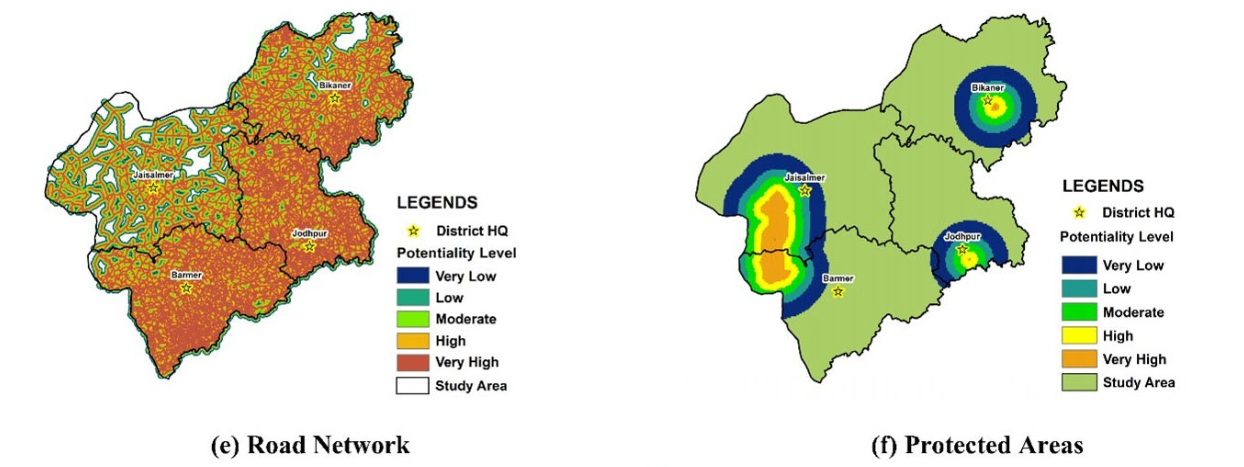 Bikaner
Jaisalmer
Jodhpur
Barmer
LEGENDS
District HQ
Potentiality Level
Very Low
Low
Moderate
High
Very High
Study Area
(e) Road Network
Bikaner
Jaisalmer
Jodhpur
Barmer
LEGENDS
District HQ
Potentiality Level
Very Low
Low
Moderate
High
Very High
Study Area
(f) Protected Areas